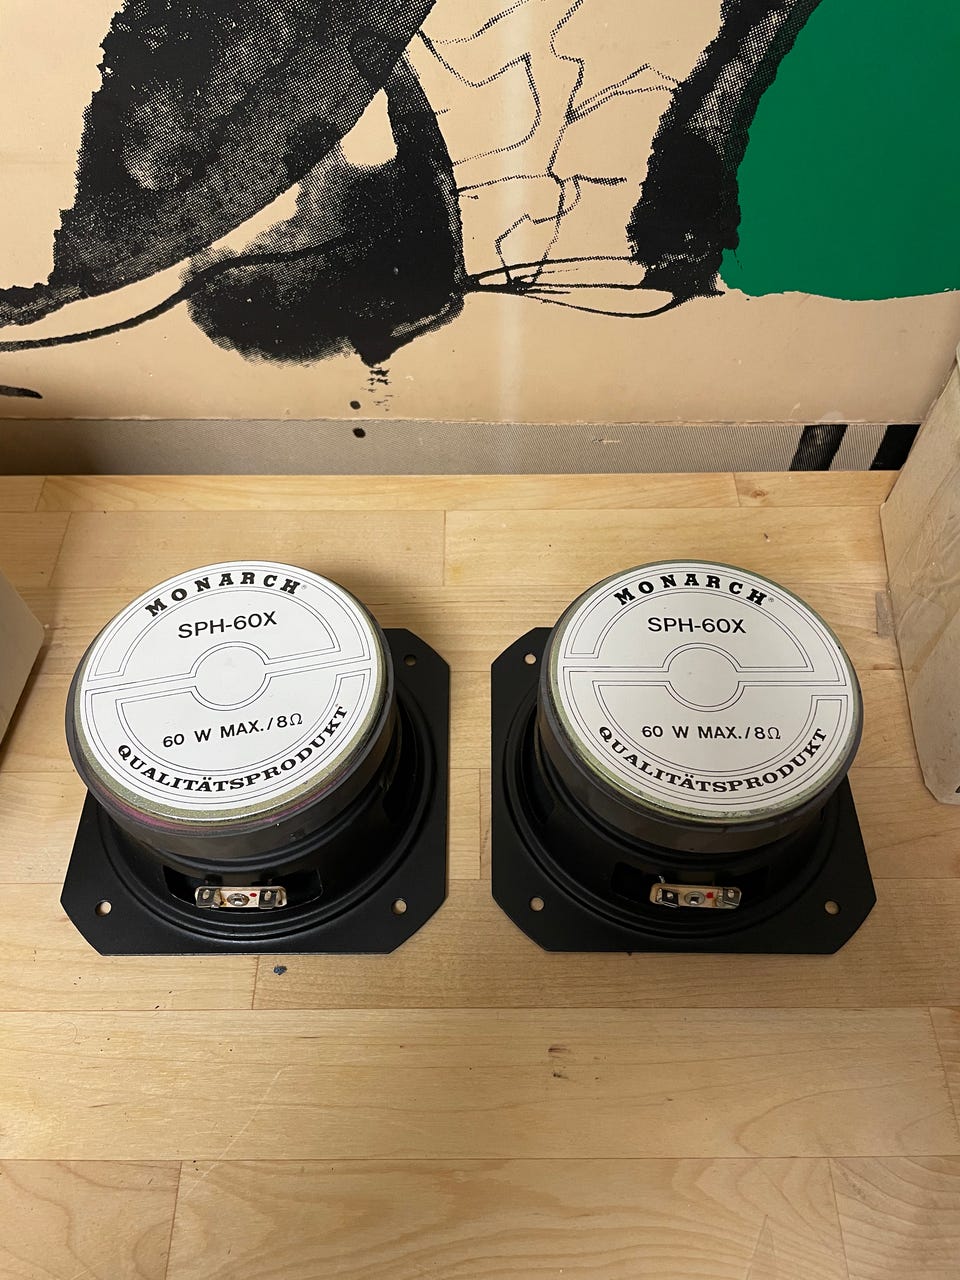 MONARCH®
SPH-60X
60 W MAX./8Ω
QUALITÄTSPRODUKT
MONARCH®
SPH-60X
60 W MAX./8Ω
QUALITÄTSPRODUKT